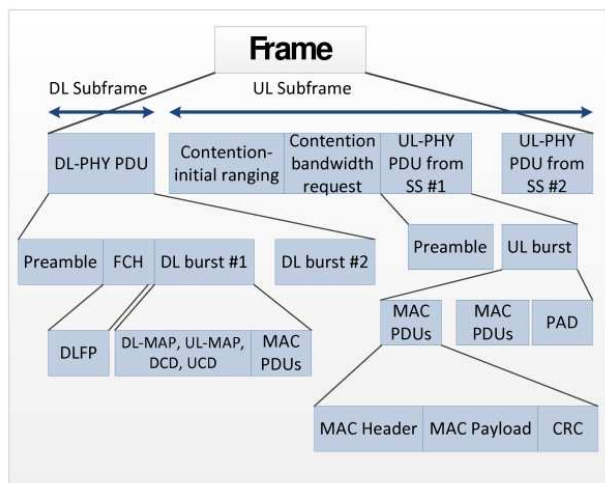 Frame
DL Subframe
UL Subframe
DL-PHY PDU
Contention-
initial ranging
Contention
bandwidth
request
UL-PHY
PDU from
SS #1
UL-PHY
PDU from
SS #2
Preamble
FCH
DL burst #1
DL burst #2
Preamble
UL burst
DLFP
DL-MAP, UL-MAP,
DCD, UCD
MAC
PDUs
MAC
PDUs
MAC
PDUs
PAD
MAC Header
MAC Payload
CRC